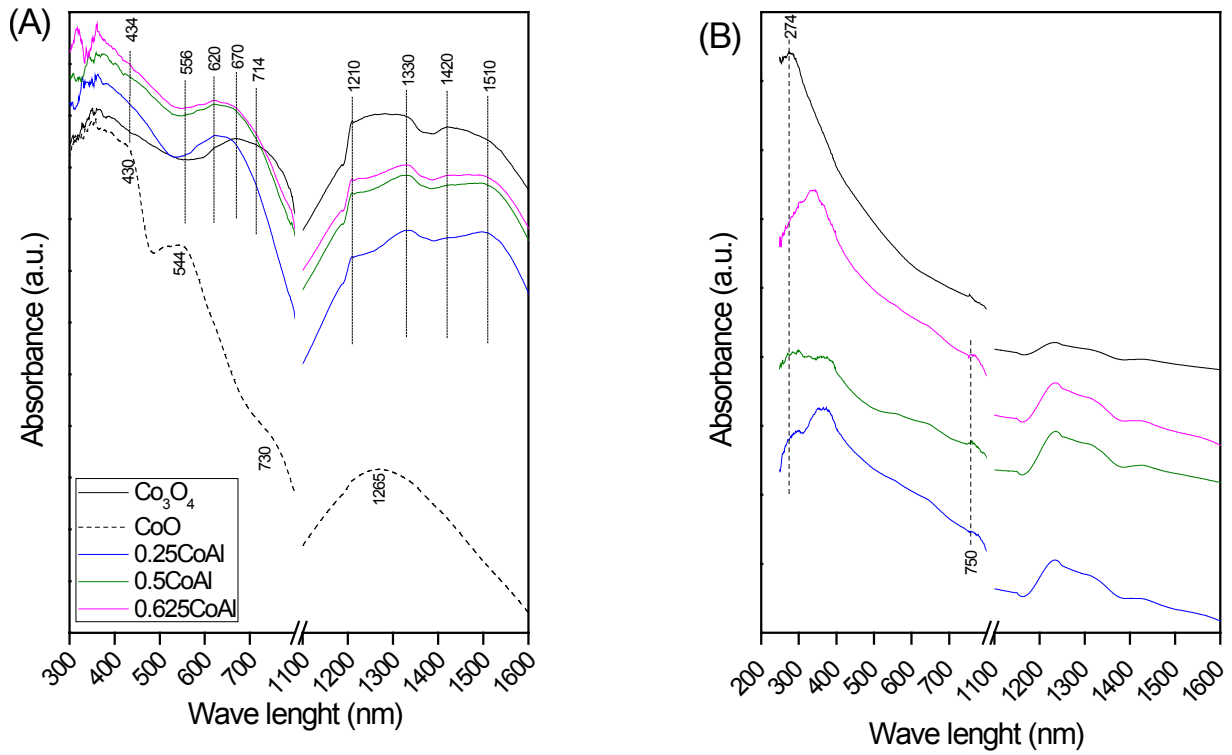 (A)
434
556
620
670
714
1210
1330
1420
1510
430
544
730
1265
Absorbance (a.u.)
Co₃O₄
CoO
0.25CoAl
0.5CoAl
0.625CoAl
300 400 500 600 700 1100 1200 1300 1400 1500 1600
Wave lenght (nm)
(B)
274
750
Absorbance (a.u.)
200 300 400 500 600 700 1100 1200 1300 1400 1500 1600
Wave lenght (nm)